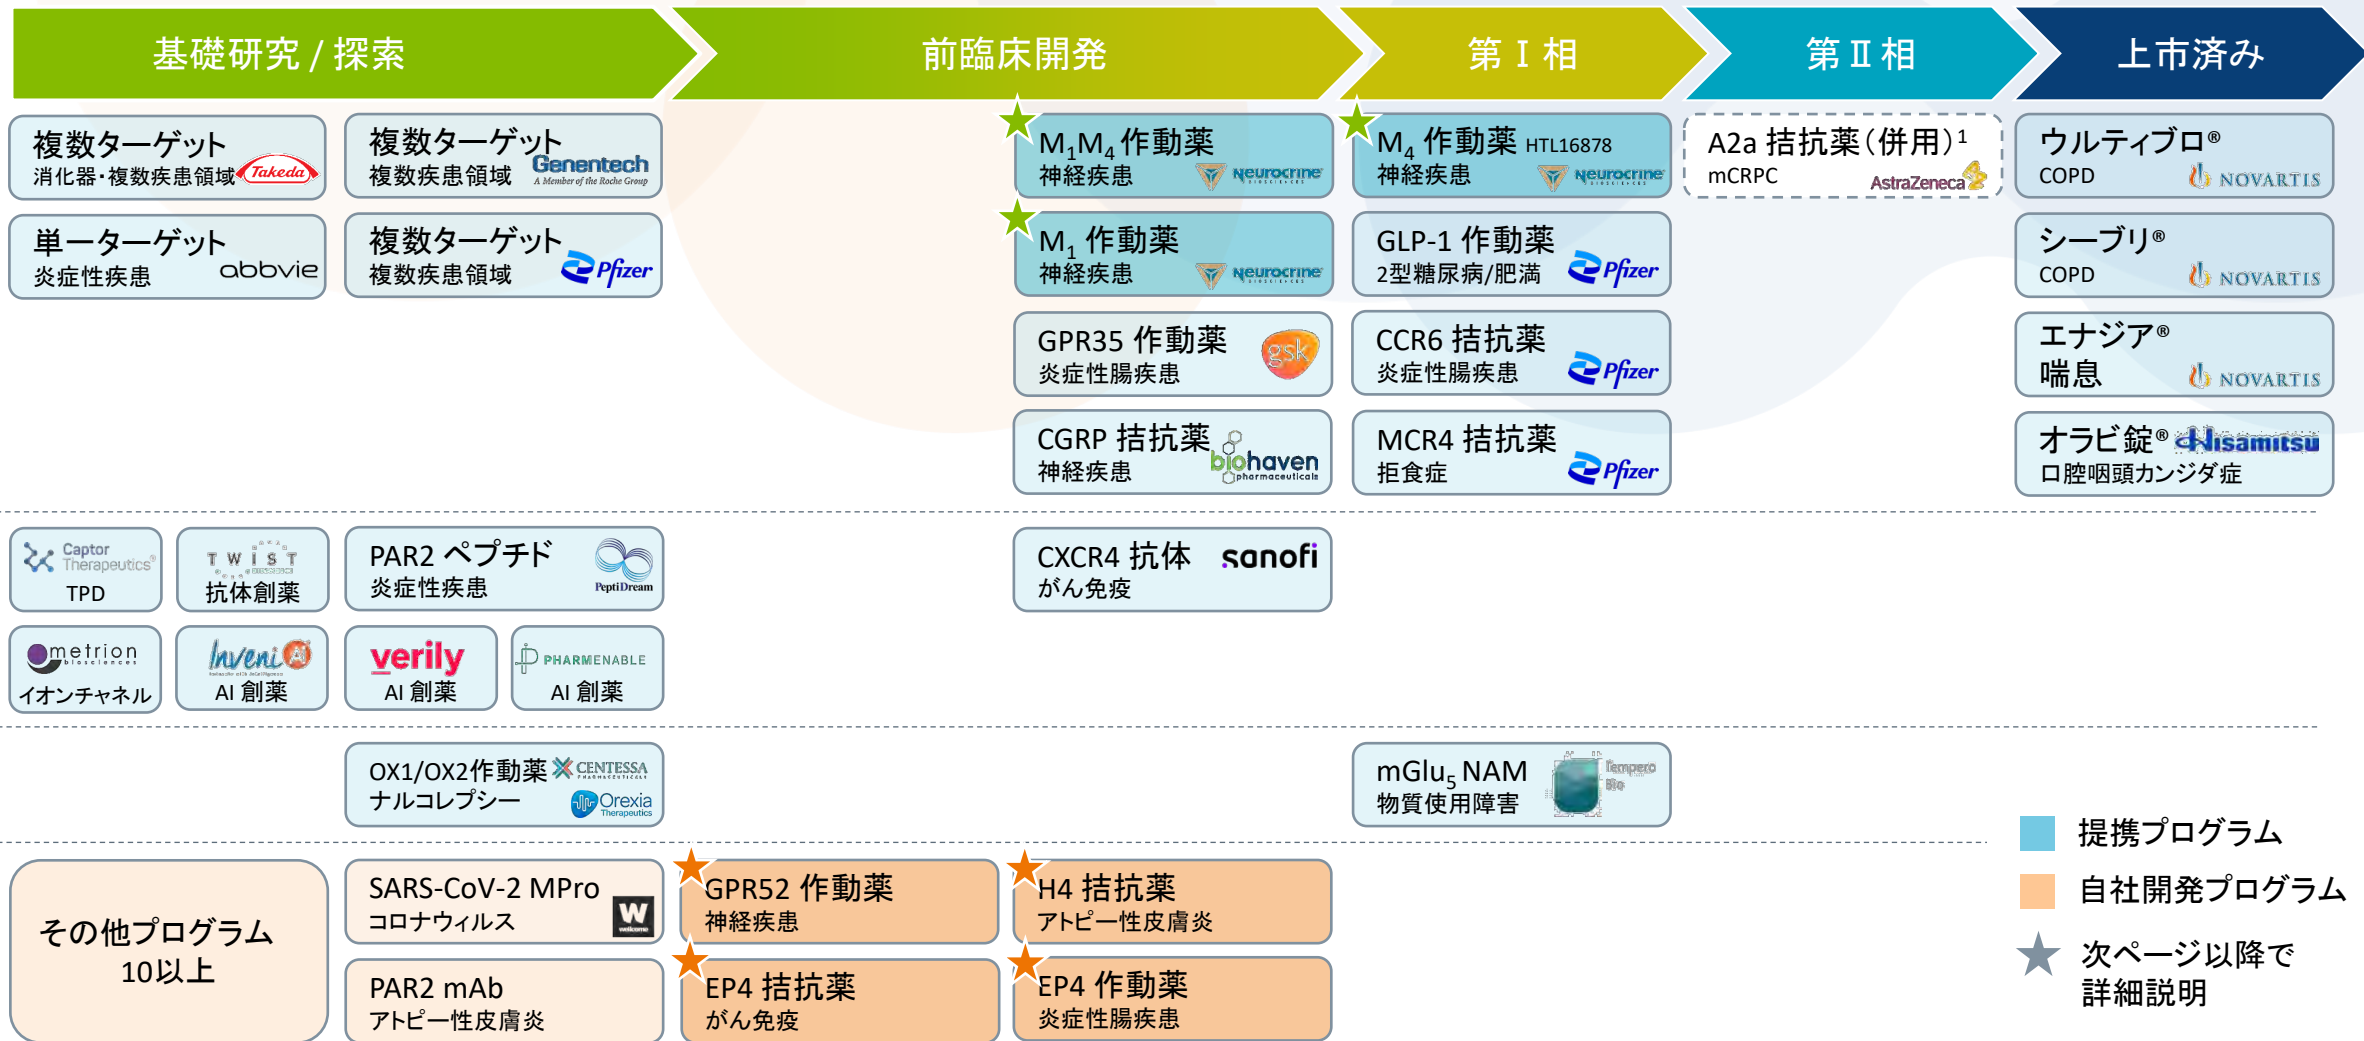 基礎研究 / 探索
前臨床開発
第Ⅰ相
第Ⅱ相
上市済み
複数ターゲット
消化器・複数疾患領域
Takeda
複数ターゲット
複数疾患領域
Genentech
A Member of the Roche Group
M1M4 作動薬
神経疾患
Neurocrine
BIOSCIENCES
M4 作動薬 HTL16878
神経疾患
Neurocrine
BIOSCIENCES
A2a 拮抗薬（併用）1
mCRPC
AstraZeneca
ウルティブロ®
COPD
NOVARTIS
単一ターゲット
炎症性疾患
abbvie
複数ターゲット
複数疾患領域
Pfizer
M1 作動薬
神経疾患
Neurocrine
BIOSCIENCES
GLP-1 作動薬
2型糖尿病/肥満
Pfizer
シーブリ®
COPD
NOVARTIS
GPR35 作動薬
炎症性腸疾患
gsk
CCR6 拮抗薬
炎症性腸疾患
Pfizer
エナジア®
喘息
NOVARTIS
CGRP 拮抗薬
神経疾患
biohaven
pharmaceuticals
MCR4 拮抗薬
拒食症
Pfizer
オラビ錠®
Hisamitsu
口腔咽頭カンジダ症
Captor
Therapeutics®
TPD
TWIST
抗体創薬
PAR2 ペプチド
炎症性疾患
PeptiDream
CXCR4 抗体
がん免疫
sanofi
metrion
biosciences
イオンチャネル
InveniAI
AI 創薬
verily
AI 創薬
PHARMENABLE
AI 創薬
OX1/OX2作動薬
ナルコレプシー
CENTESSA
PHARMACEUTICALS
Orexia
Therapeutics
mGlu5 NAM
物質使用障害
Tempero
Bio
その他プログラム
10以上
SARS-CoV-2 MPro
コロナウィルス
W
wellcome
GPR52 作動薬
神経疾患
H4 拮抗薬
アトピー性皮膚炎
PAR2 mAb
アトピー性皮膚炎
EP4 拮抗薬
がん免疫
EP4 作動薬
炎症性腸疾患
提携プログラム
自社開発プログラム
次ページ以降で
詳細説明